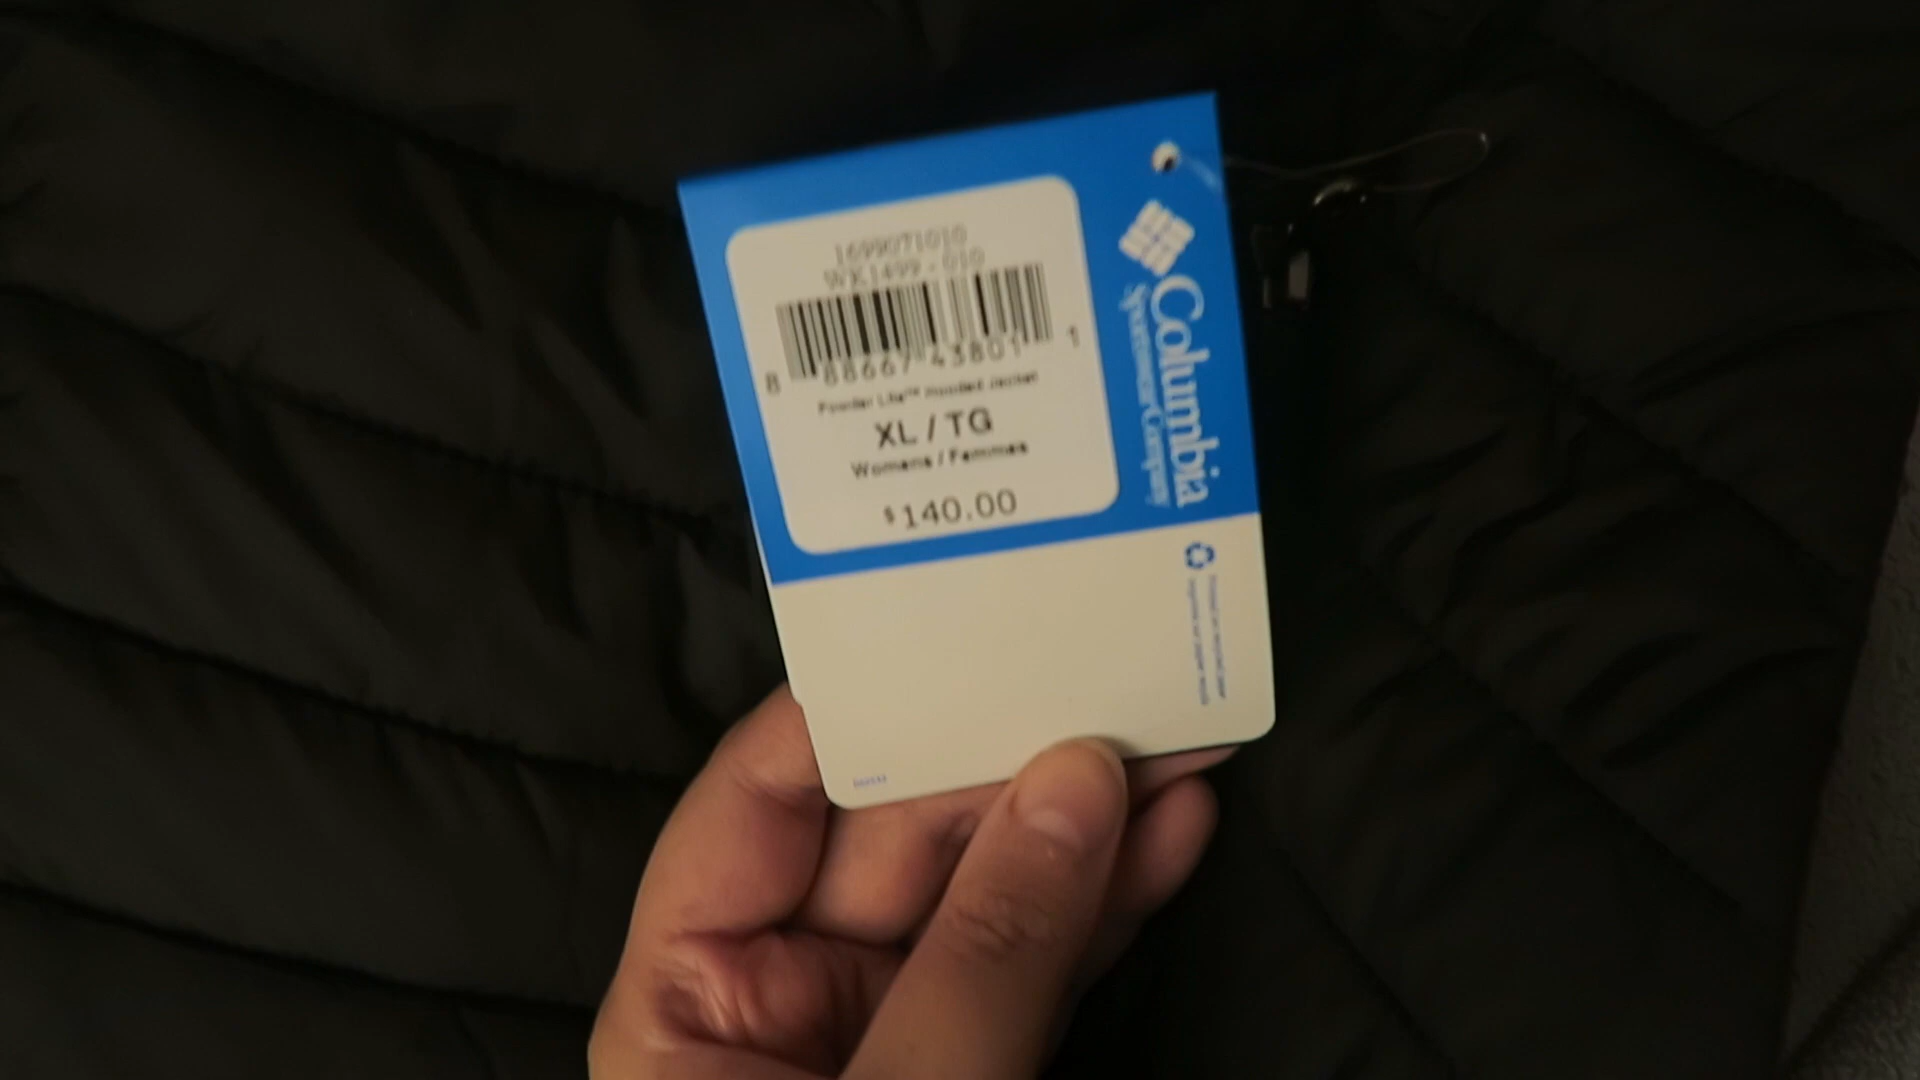 1699071010
WK1499-010
8 88667 43801 1
Powder Lite™ Hooded Jacket
XL / TG
Womens / Femmes
$140.00
Columbia
Sportswear Company